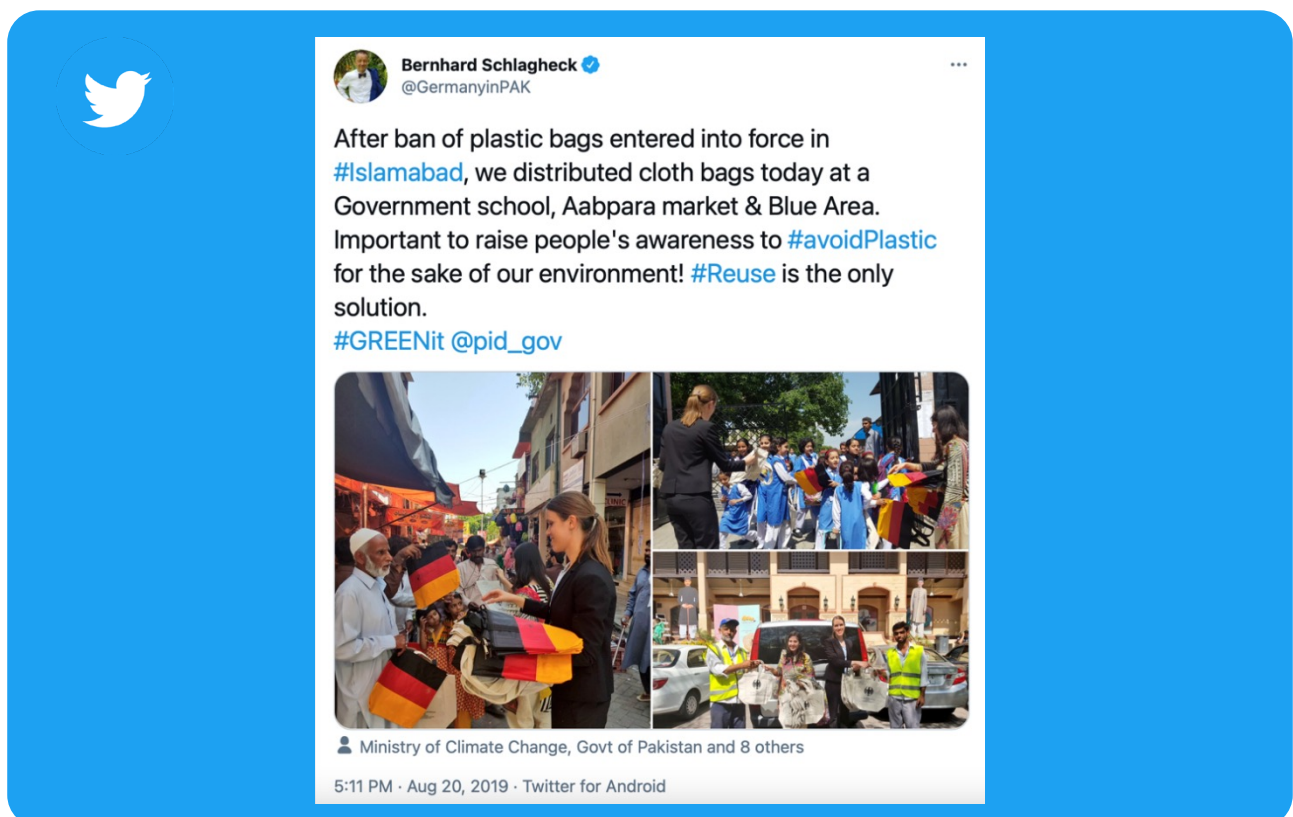 Bernhard Schlagheck
@GermanyinPAK
After ban of plastic bags entered into force in
#Islamabad, we distributed cloth bags today at a
Government school, Aabpara market & Blue Area.
Important to raise people's awareness to #avoidPlastic
for the sake of our environment! #Reuse is the only
solution.
#GREENit @pid_gov
CLINIC
Ministry of Climate Change, Govt of Pakistan and 8 others
5:11 PM · Aug 20, 2019 · Twitter for Android